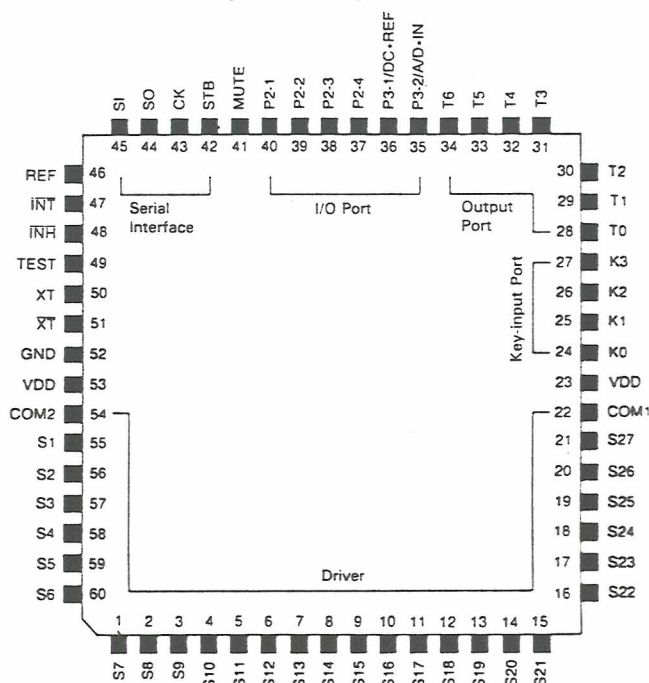 SI SO CK STB MUTE P2-1 P2-2 P2-3 P2-4 P3-1/DC•REF P3-2/A/D•IN T6 T5 T4 T3
45 44 43 42 41 40 39 38 37 36 35 34 33 32 31
REF 46 30 T2
INT 47 Serial Interface I/O Port Output Port 29 T1
INH 48 28 T0
TEST 49 27 K3
XT 50 26 K2
XT 51 Key-input Port 25 K1
GND 52 24 K0
VDD 53 23 VDD
COM2 54 22 COM1
S1 55 21 S27
S2 56 20 S26
S3 57 19 S25
S4 58 18 S24
S5 59 17 S23
Driver
S6 60 16 S22
1 2 3 4 5 6 7 8 9 10 11 12 13 14 15
S7 S8 S9 S10 S11 S12 S13 S14 S15 S16 S17 S18 S19 S20 S21